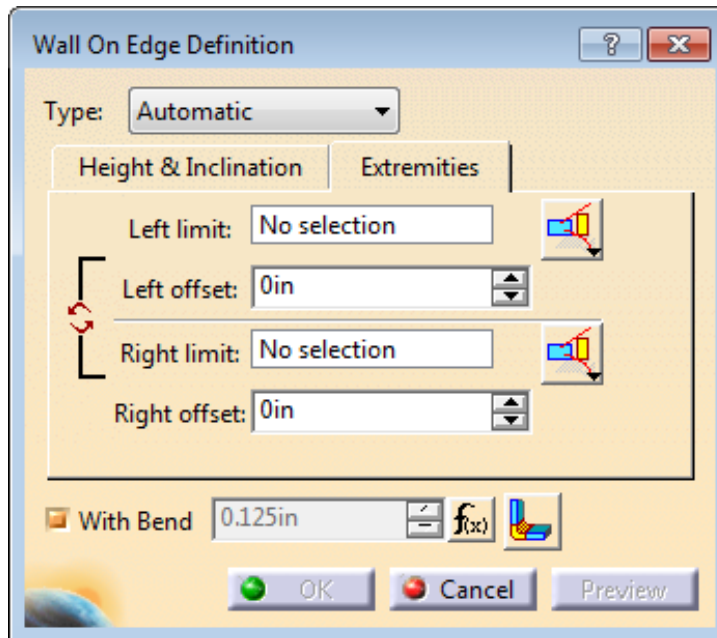 Wall On Edge Definition
?
Type: Automatic
Height & Inclination Extremities
Left limit: No selection
Left offset: 0in
Right limit: No selection
Right offset: 0in
With Bend 0.125in f(x)
OK Cancel Preview